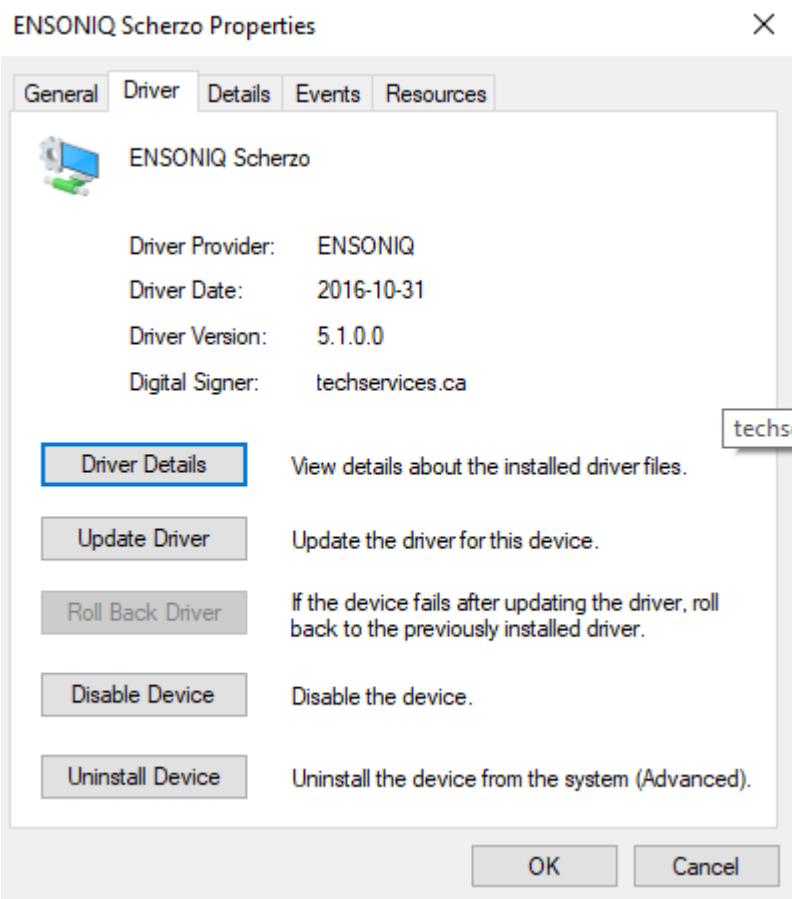 ENSONIQ Scherzo Properties
General Driver Details Events Resources
ENSONIQ Scherzo
Driver Provider: ENSONIQ
Driver Date: 2016-10-31
Driver Version: 5.1.0.0
Digital Signer: techservices.ca
techs
Driver Details View details about the installed driver files.
Update Driver Update the driver for this device.
Roll Back Driver If the device fails after updating the driver, roll
back to the previously installed driver.
Disable Device Disable the device.
Uninstall Device Uninstall the device from the system (Advanced).
OK Cancel